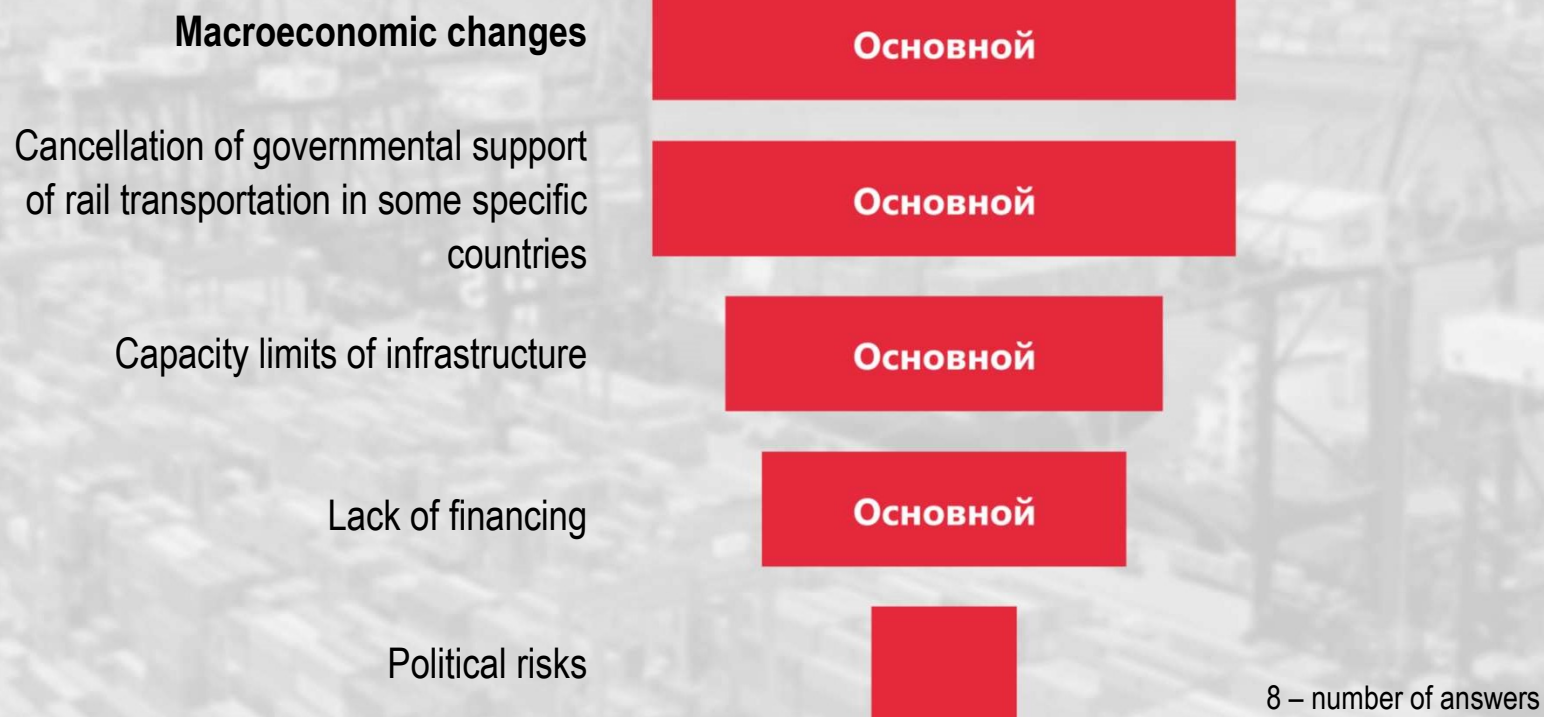 Macroeconomic changes
Основной
Cancellation of governmental support
of rail transportation in some specific
countries
Основной
Capacity limits of infrastructure
Основной
Lack of financing
Основной
Political risks
8 – number of answers